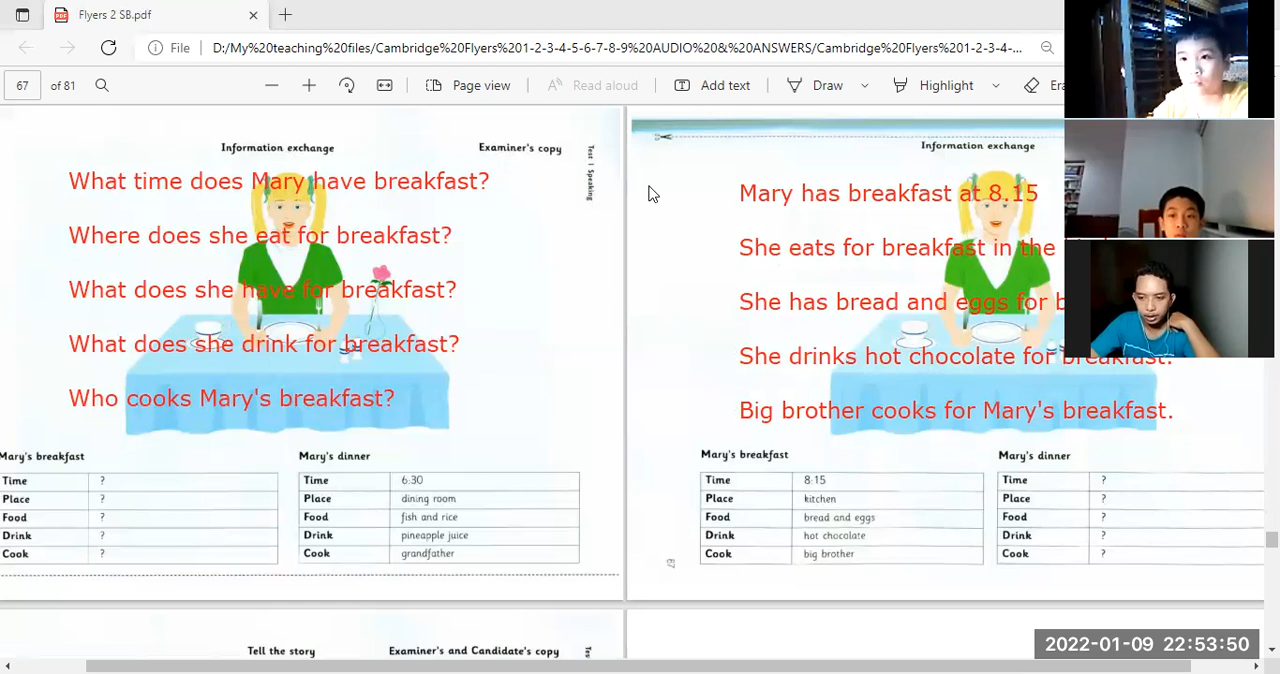 Flyers 2 SB.pdf
File D:/My%20teaching%20files/Cambridge%20Flyers%201-2-3-4-5-6-7-8-9%20AUDIO%20&%20ANSWERS/Cambridge%20Flyers%201-2-3-4-...
67 of 81 Page view Read aloud Add text Draw Highlight
Information exchange Examiner's copy
Test 1 Speaking
What time does Mary have breakfast?
Where does she eat for breakfast?
What does she have for breakfast?
What does she drink for breakfast?
Who cooks Mary's breakfast?
Mary's breakfast
Time ?
Place ?
Food ?
Drink ?
Cook ?
Mary's dinner
Time 6:30
Place dining room
Food fish and rice
Drink pineapple juice
Cook grandfather
Information exchange
Mary has breakfast at 8.15
She eats for breakfast in the
She has bread and eggs for
She drinks hot chocolate for breakfast.
Big brother cooks for Mary's breakfast.
Mary's breakfast
Time 8:15
Place kitchen
Food bread and eggs
Drink hot chocolate
Cook big brother
Mary's dinner
Time ?
Place ?
Food ?
Drink ?
Cook ?
67
Tell the story Examiner's and Candidate's copy
2022-01-09 22:53:50